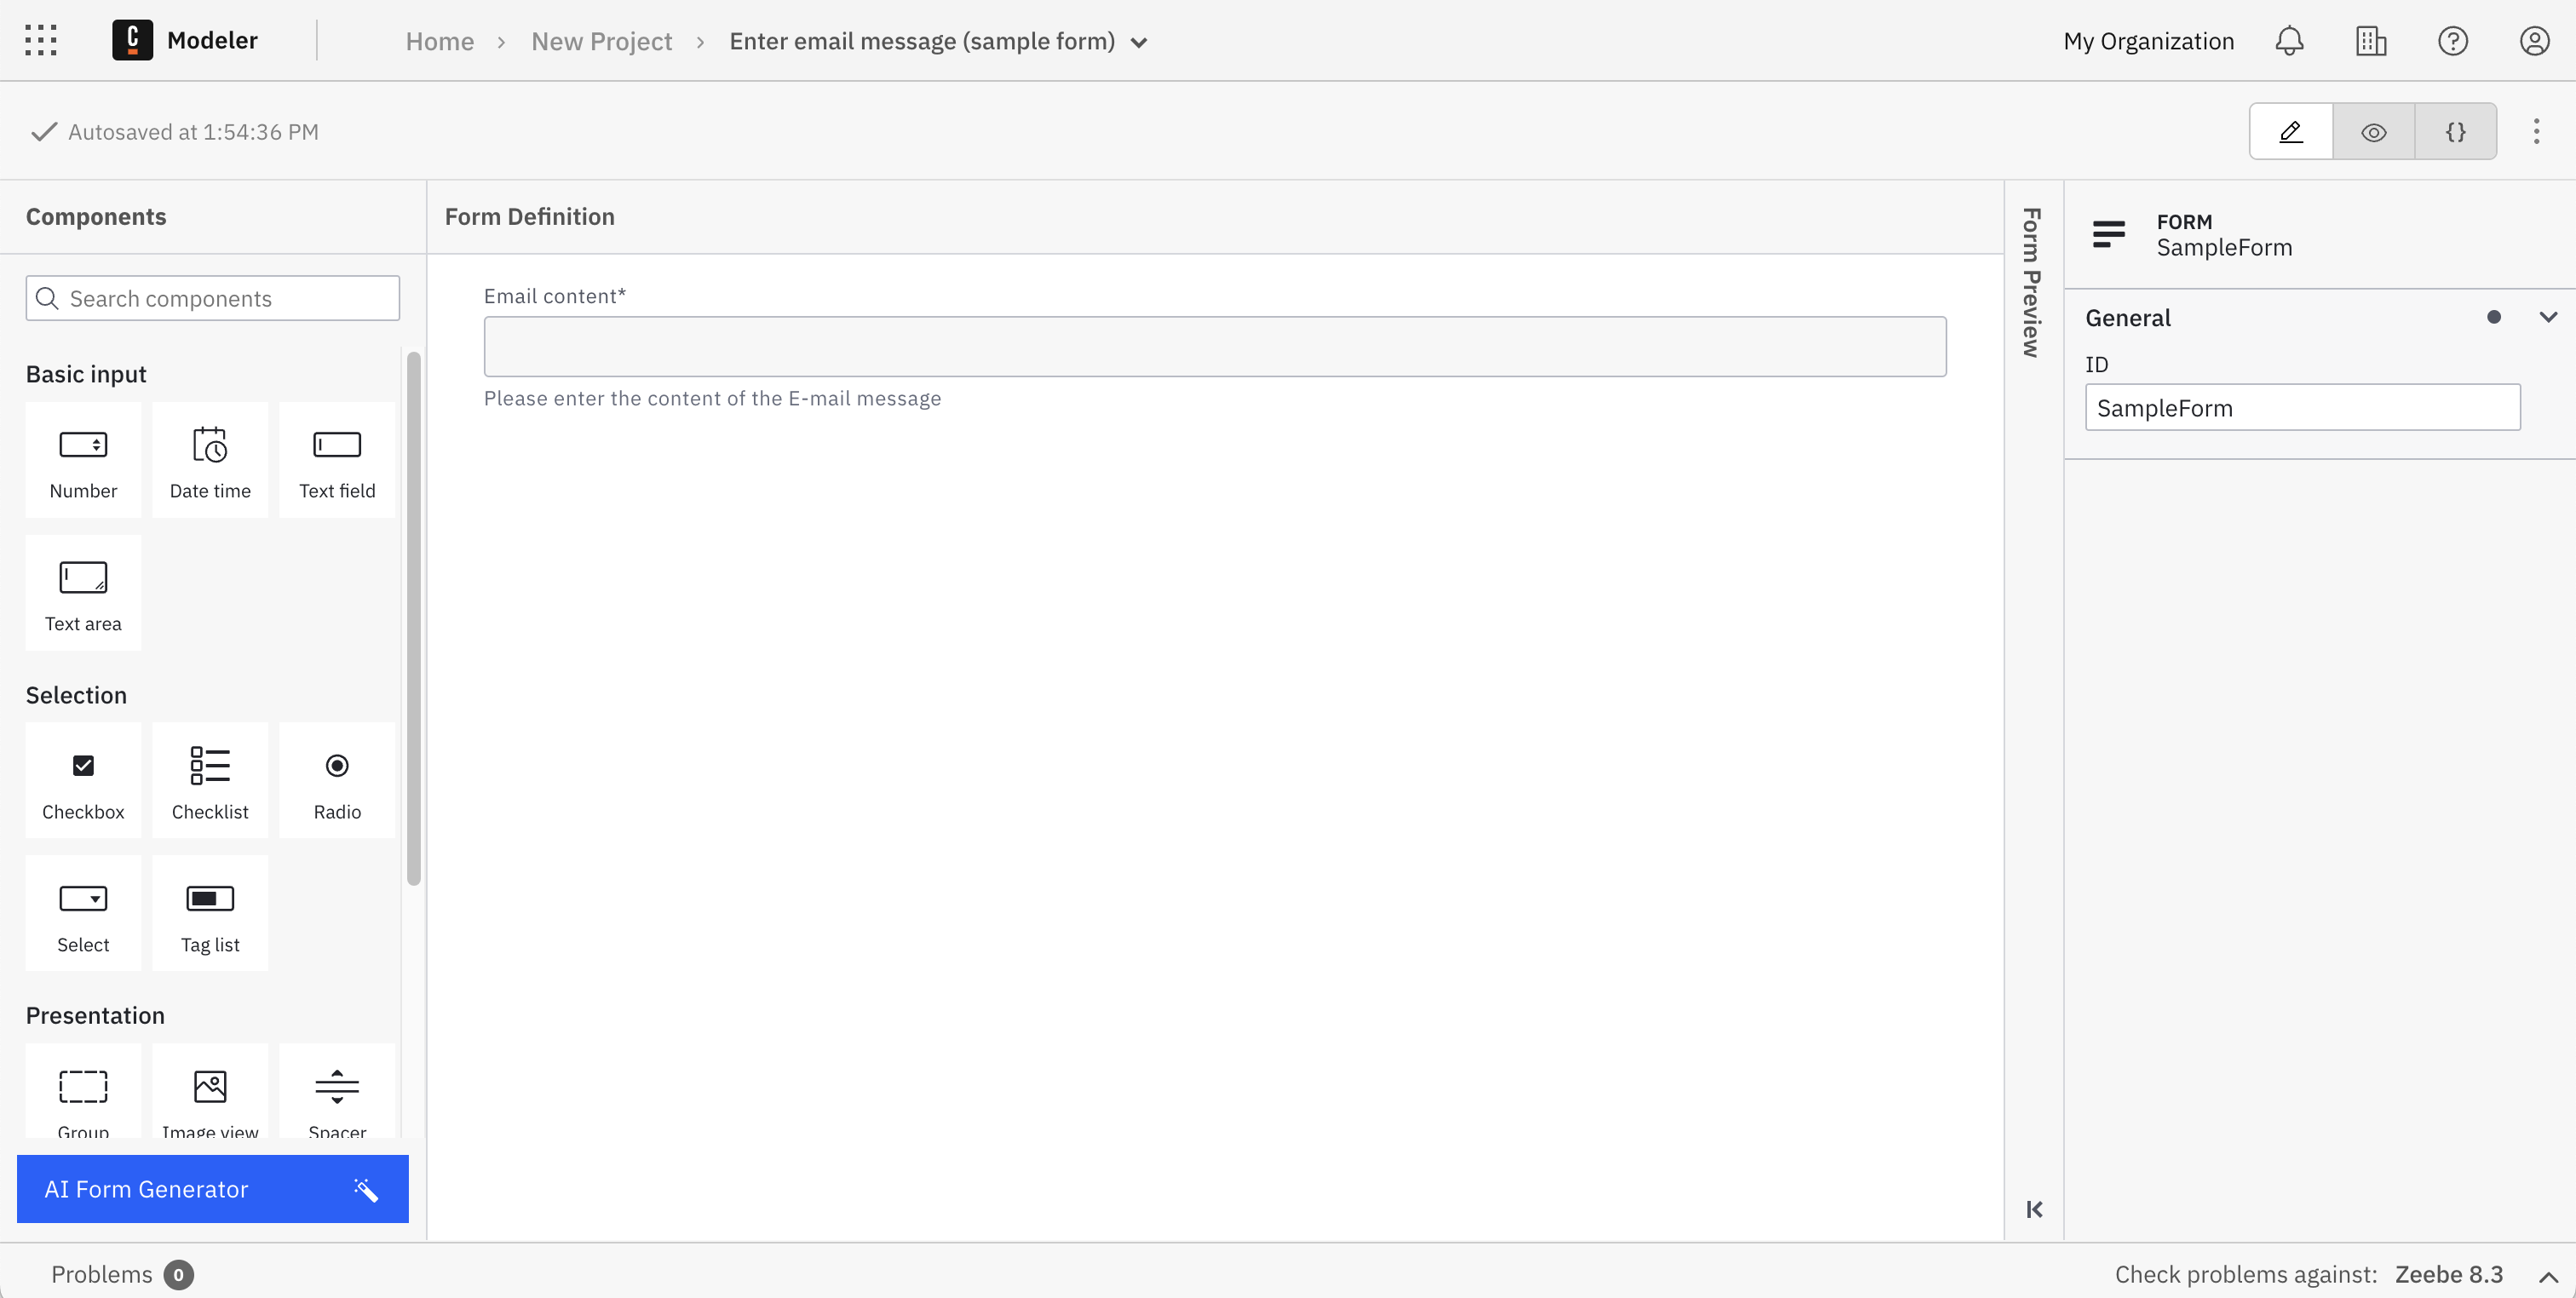 Modeler
Home › New Project › Enter email message (sample form)
My Organization
Autosaved at 1:54:36 PM
{}
Components
Search components
Basic input
Number
Date time
Text field
Text area
Selection
Checkbox
Checklist
Radio
Select
Tag list
Presentation
Group
Image view
Spacer
AI Form Generator
Form Definition
Email content*
Please enter the content of the E-mail message
Form Preview
FORM
SampleForm
General
ID
SampleForm
Problems 0
Check problems against: Zeebe 8.3